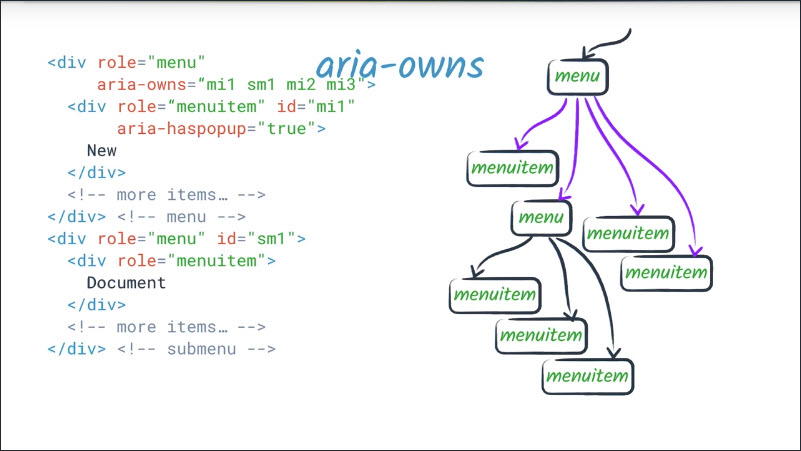 aria-owns
<div role="menu"
aria-owns=“mi1 sm1 mi2 mi3">
<div role=“menuitem" id="mi1"
aria-haspopup="true">
New
</div>
<!-- more items… -->
</div> <!-- menu -->
<div role="menu" id="sm1">
<div role="menuitem">
Document
</div>
<!-- more items… -->
</div> <!-- submenu -->
menu
menuitem
menu
menuitem
menuitem
menuitem
menuitem
menuitem